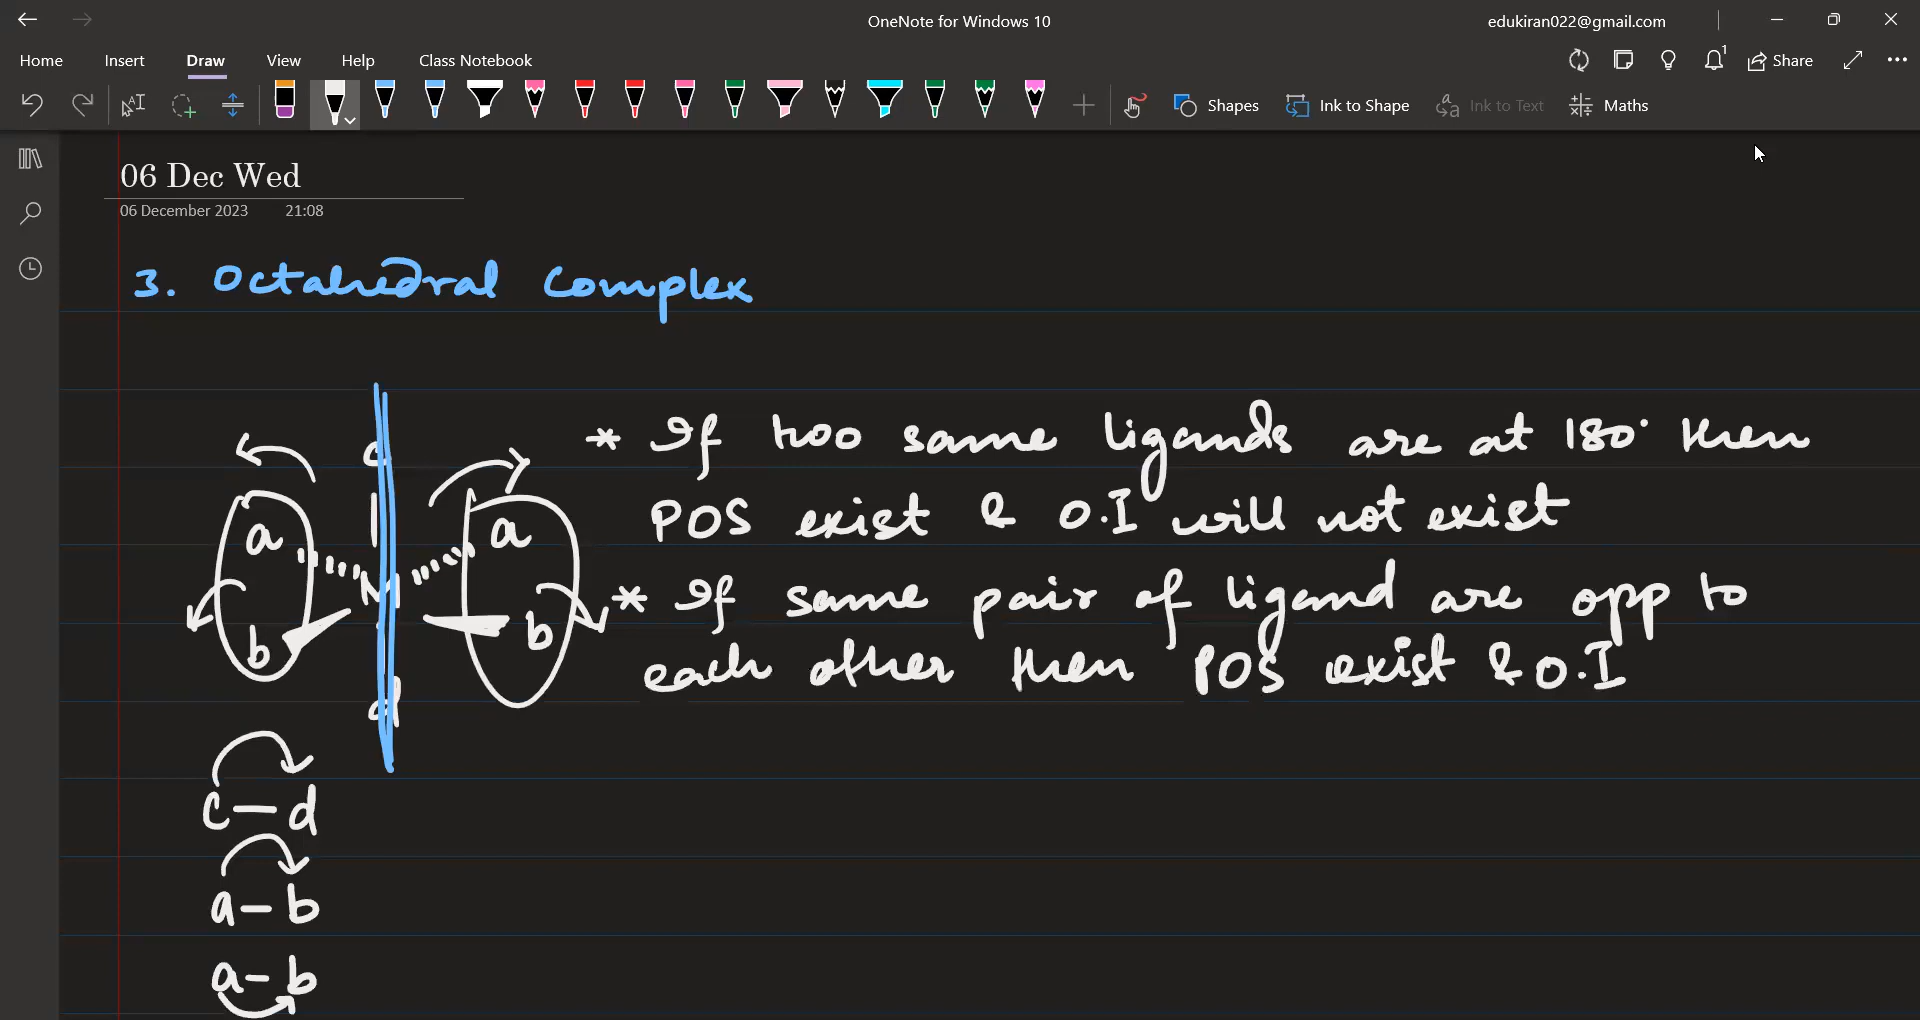 OneNote for Windows 10
edukiran022@gmail.com
Home Insert Draw View Help Class Notebook
1
Share
Shapes Ink to Shape Ink to Text Maths
06 Dec Wed
06 December 2023 21:08
3. Octahedral Complex
* If two same ligands are at 180° then
POS exist & O.I will not exist
* If same pair of ligand are opp to
each other then POS exist & O.I
c
a a
M
b b
d
c-d
a-b
a-b